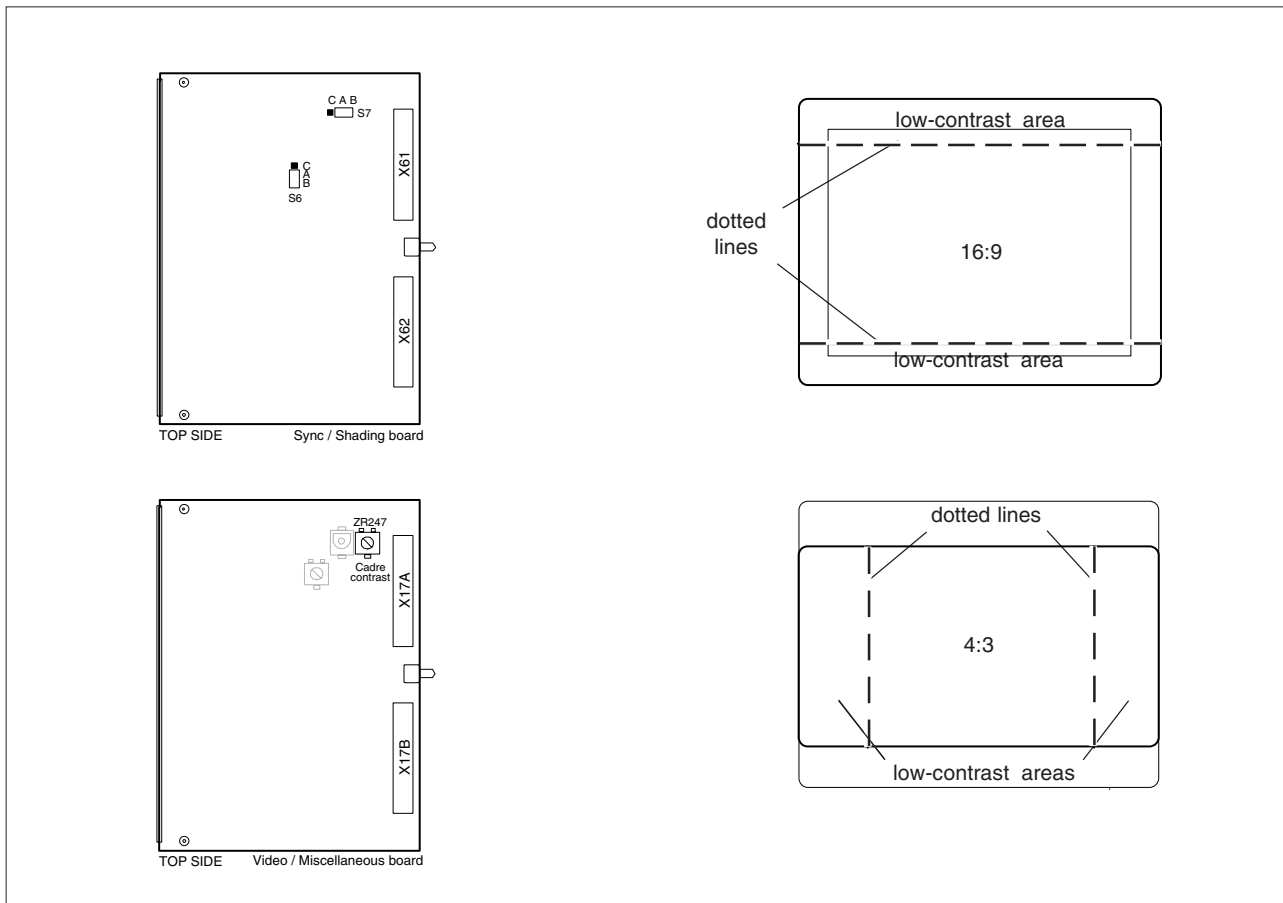 C A B
S7
C
A
B
S6
X61
X62
TOP SIDE
Sync / Shading board
low-contrast area
dotted
lines
16:9
low-contrast area
ZR247
Cadre
contrast
X17A
X17B
TOP SIDE
Video / Miscellaneous board
dotted lines
4:3
low-contrast areas